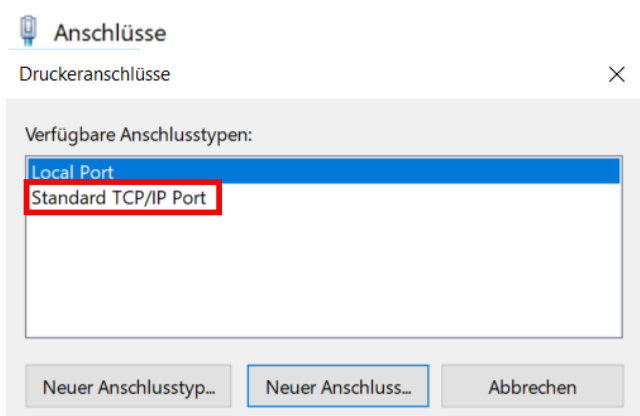 Anschlüsse
Druckeranschlüsse
Verfügbare Anschlusstypen:
Local Port
Standard TCP/IP Port
Neuer Anschlusstyp... Neuer Anschluss... Abbrechen